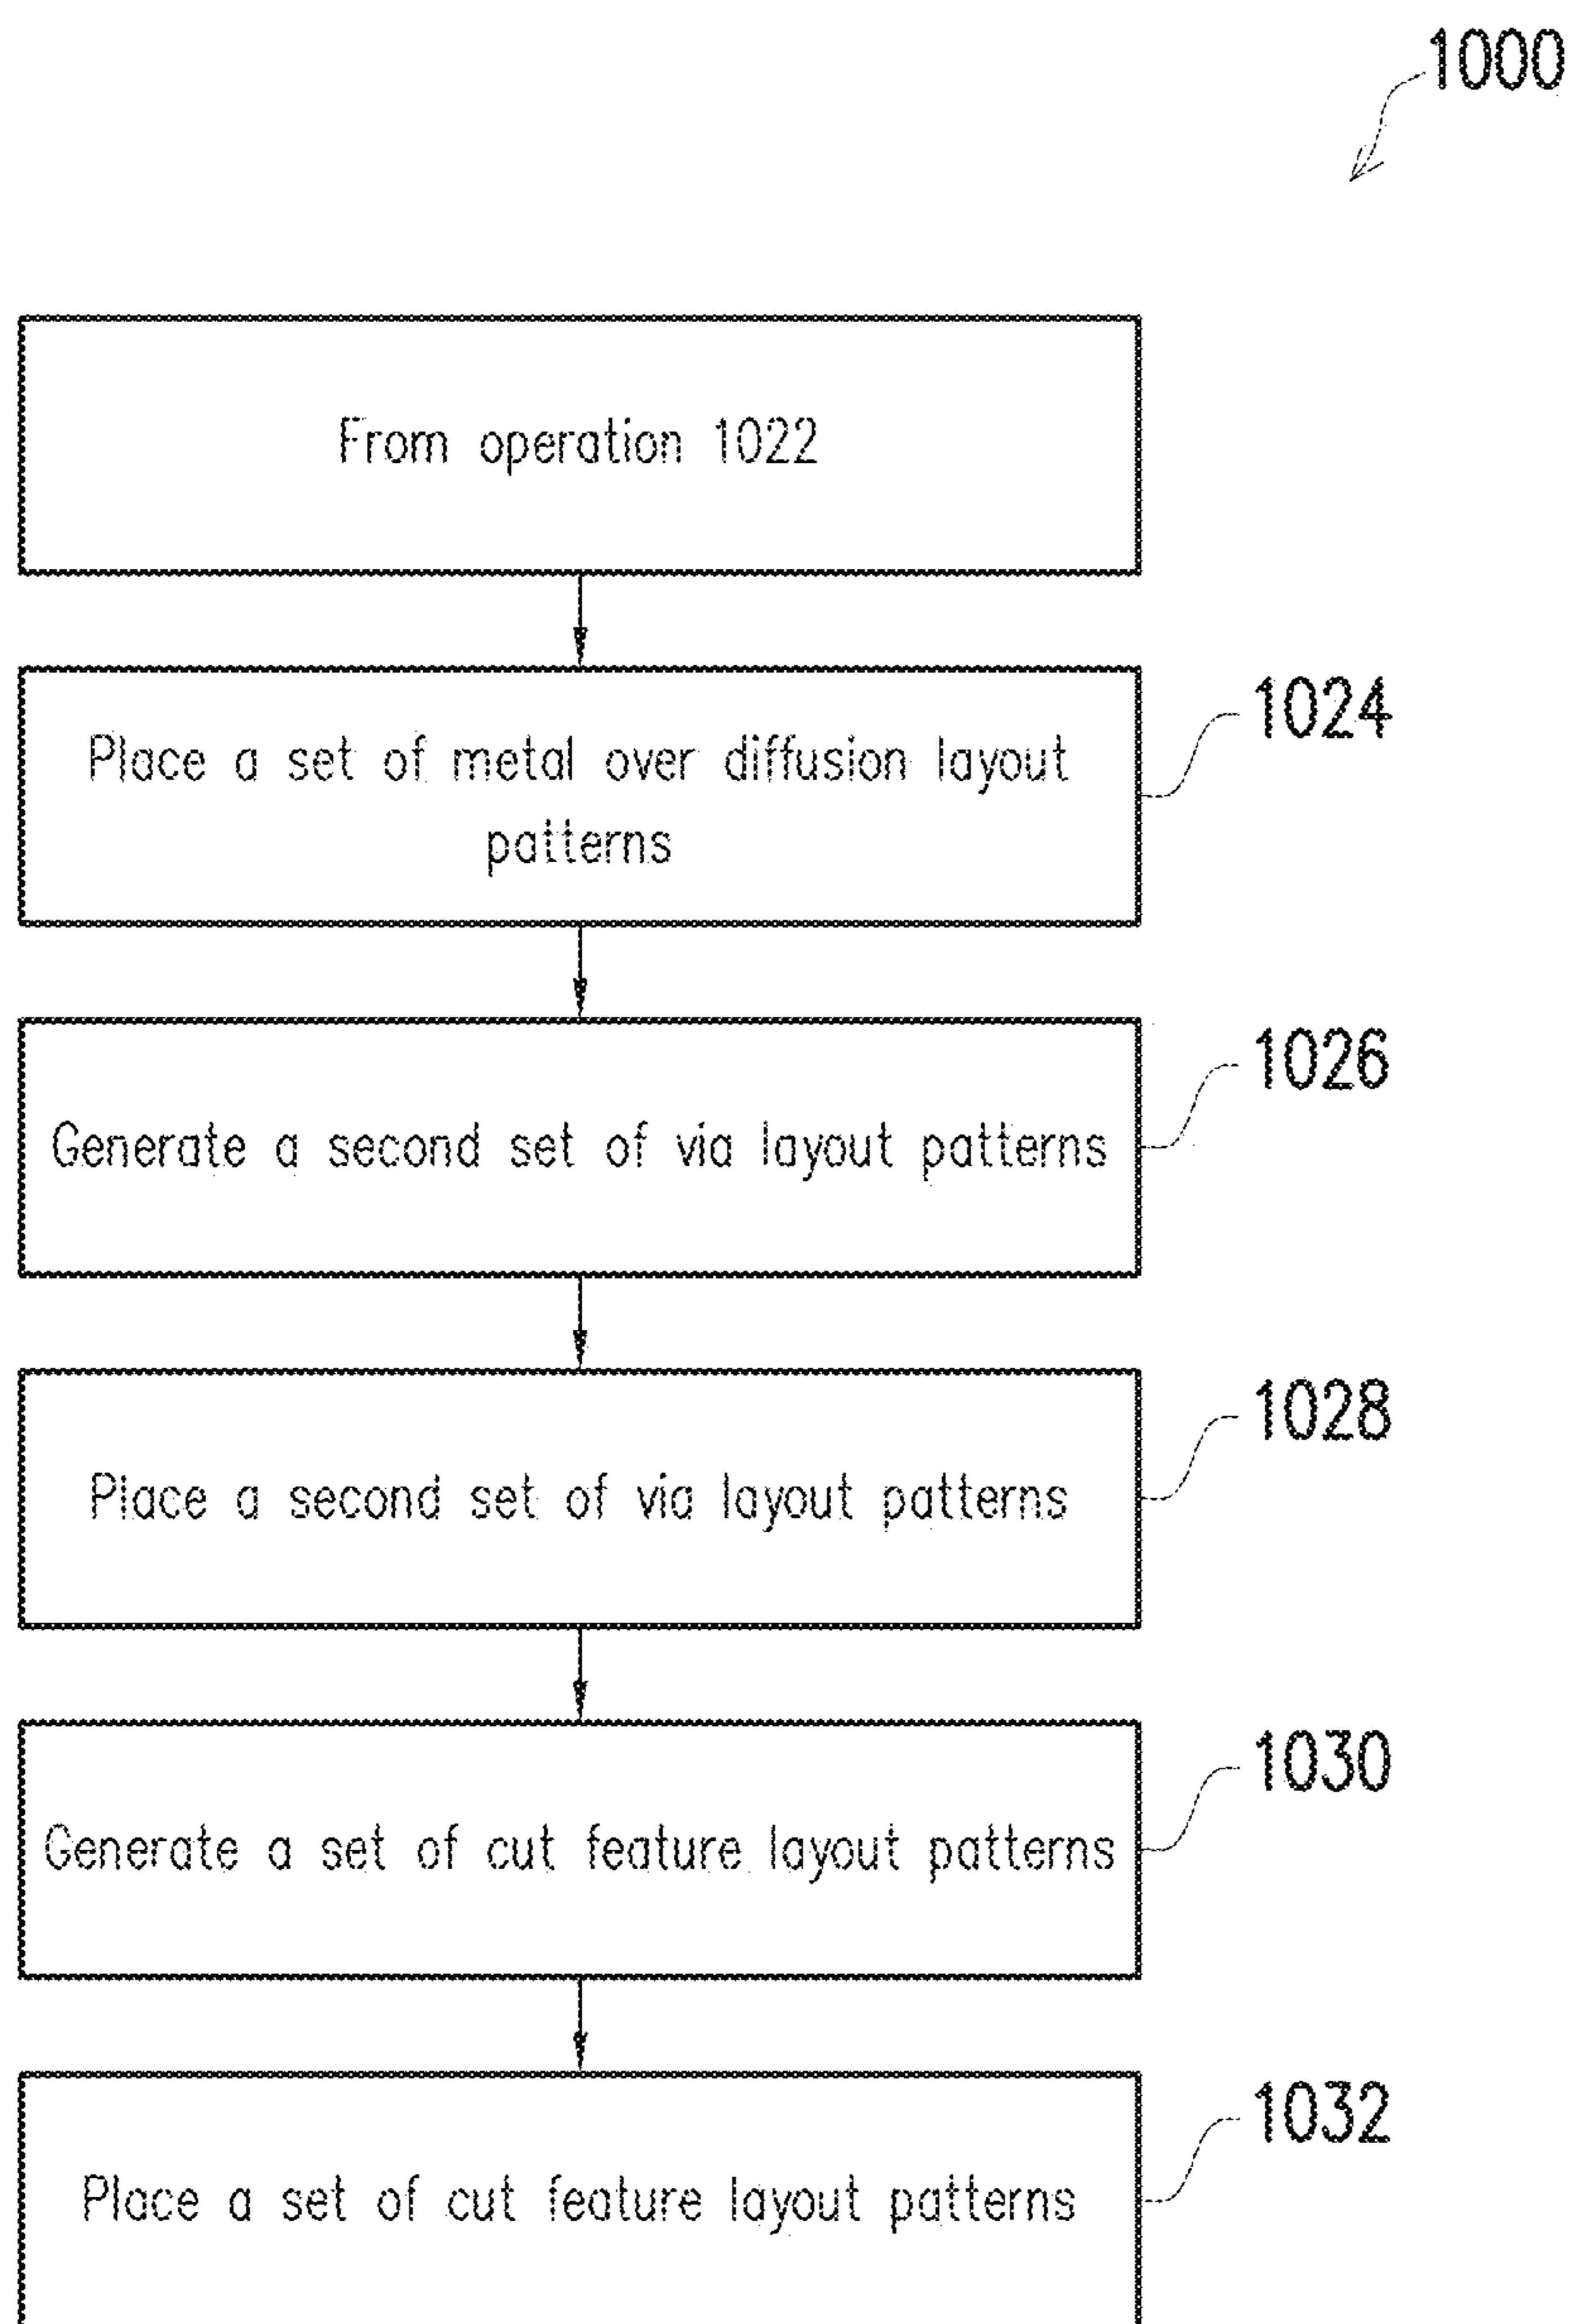 1000
From operation 1022
Place a set of metal over diffusion layout
patterns
1024
Generate a second set of via layout patterns
1026
Place a second set of via layout patterns
1028
Generate a set of cut feature layout patterns
1030
Place a set of cut feature layout patterns
1032